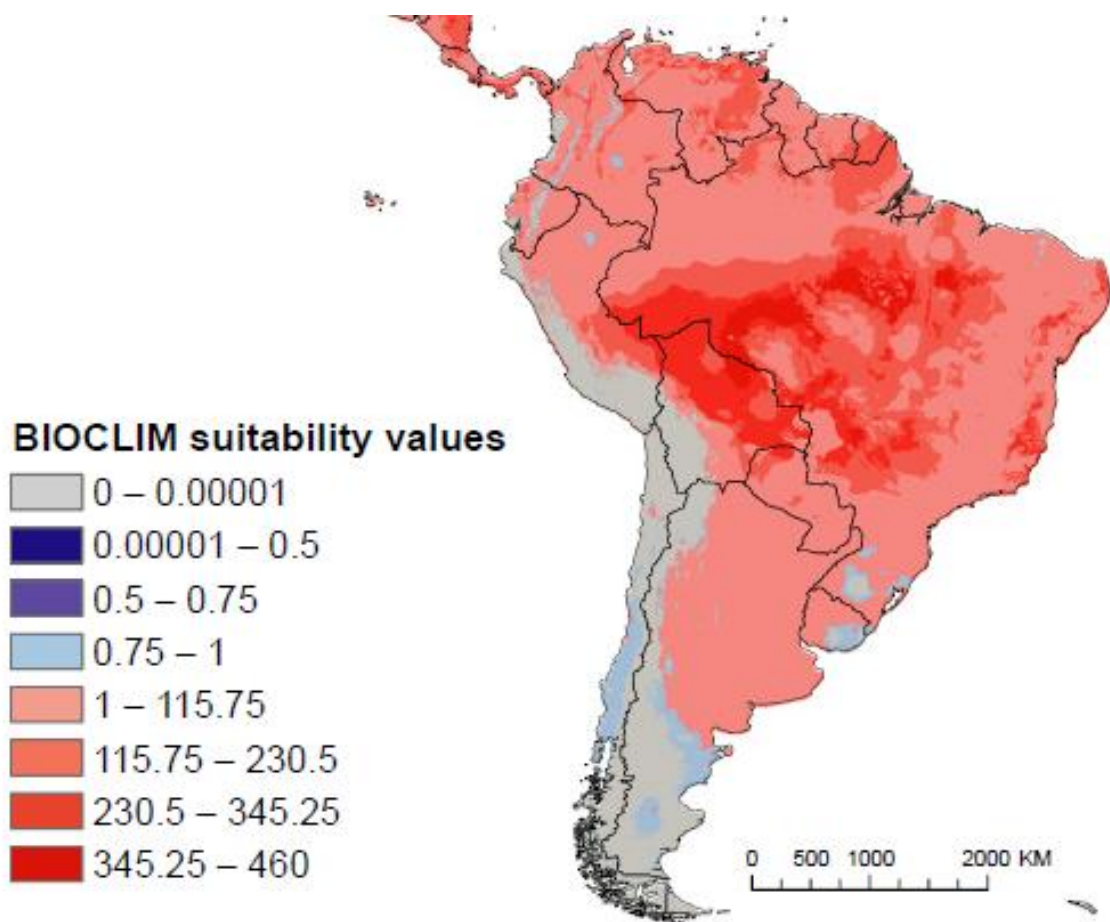 BIOCLIM suitability values
0 – 0.00001
0.00001 – 0.5
0.5 – 0.75
0.75 – 1
1 – 115.75
115.75 – 230.5
230.5 – 345.25
345.25 – 460
0 500 1000 2000 KM